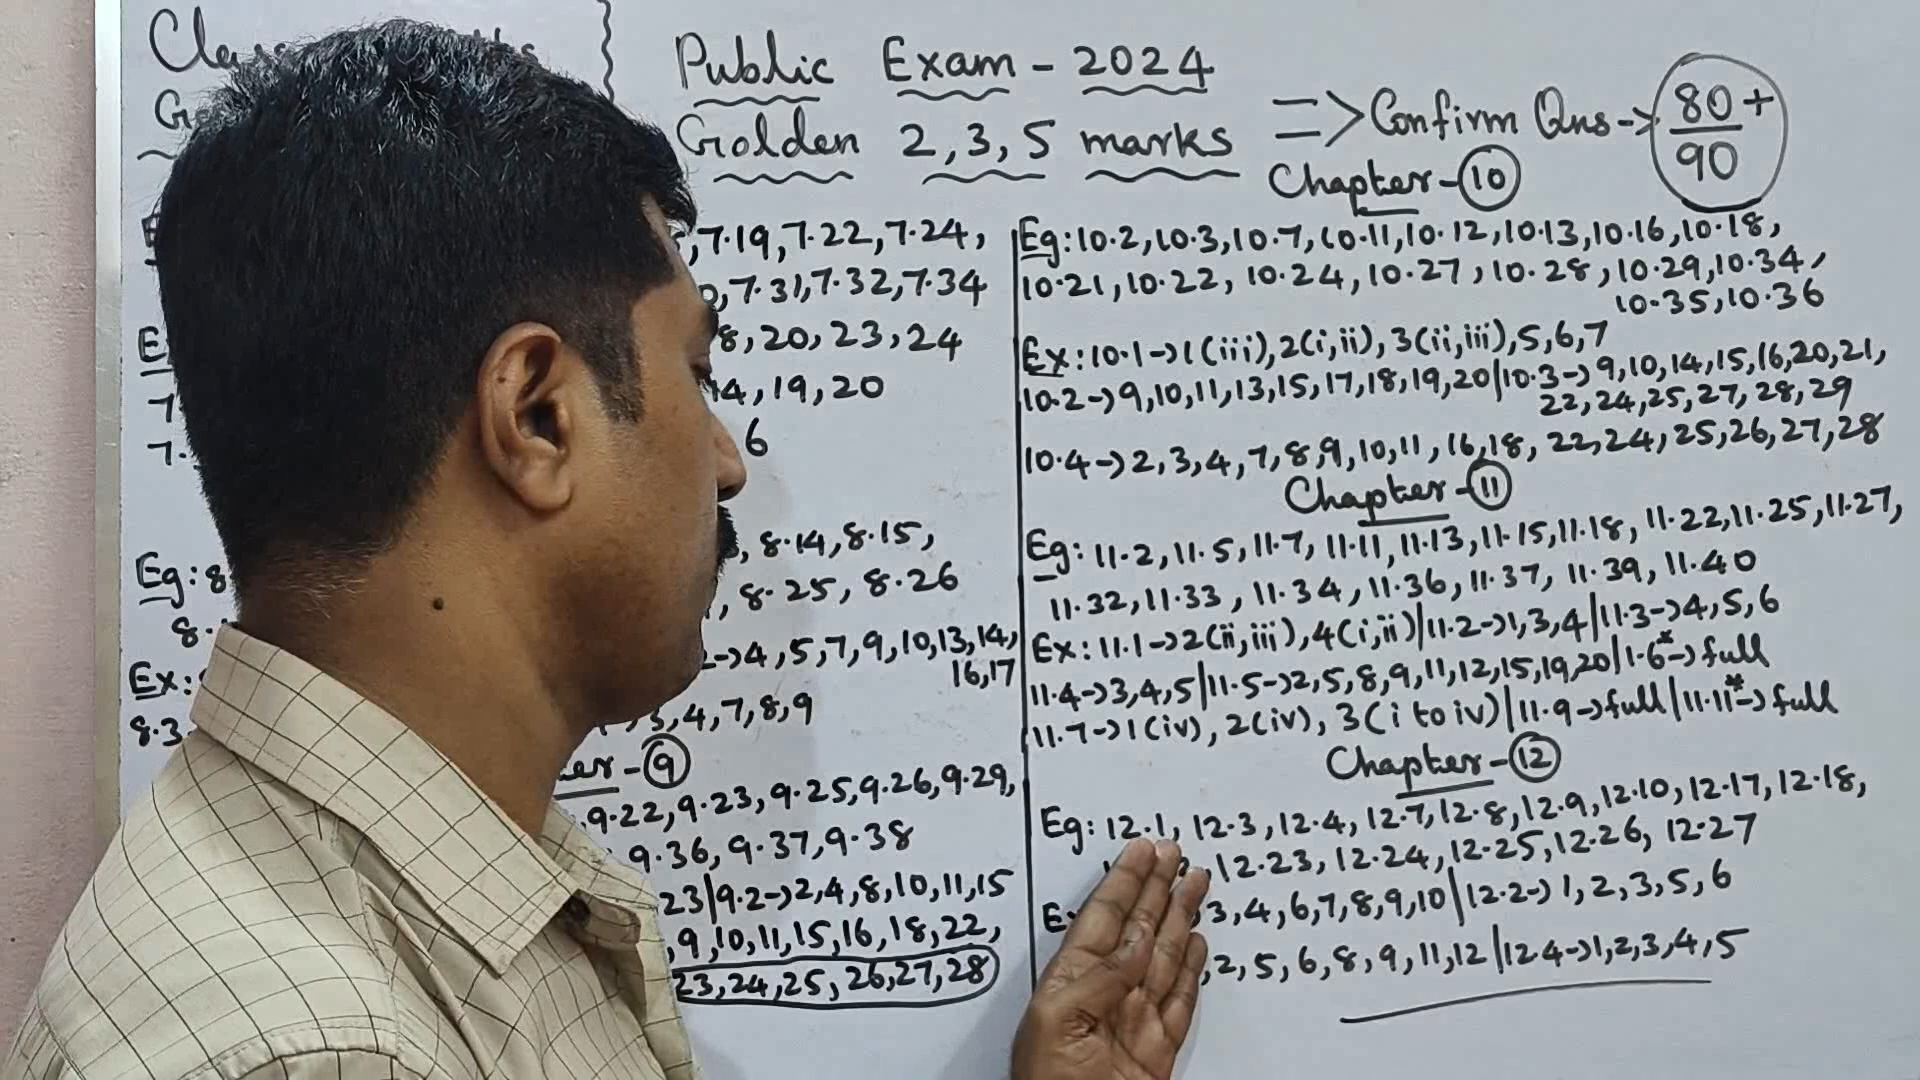 Public Exam - 2024
Golden 2,3,5 marks => Confirm Qns -> 80+/90
7.19, 7.22, 7.24,
7.31, 7.32, 7.34
8, 20, 23, 24
14, 19, 20
6
Eg: 8
8.14, 8.15,
8.25, 8.26
Ex:
->4, 5, 7, 9, 10, 13, 14,
16, 17
8.3
3, 4, 7, 8, 9
9
9.22, 9.23, 9.25, 9.26, 9.29,
9.36, 9.37, 9.38
23 | 9.2->2, 4, 8, 10, 11, 15
9, 10, 11, 15, 16, 18, 22,
23, 24, 25, 26, 27, 28
Chapter - 10
Eg: 10.2, 10.3, 10.7, 10.11, 10.12, 10.13, 10.16, 10.18,
10.21, 10.22, 10.24, 10.27, 10.28, 10.29, 10.34,
10.35, 10.36
Ex: 10.1->1(iii), 2(i,ii), 3(ii,iii), 5, 6, 7
10.2->9, 10, 11, 13, 15, 17, 18, 19, 20 | 10.3->9, 10, 14, 15, 16, 20, 21,
22, 24, 25, 27, 28, 29
10.4->2, 3, 4, 7, 8, 9, 10, 11, 16, 18, 22, 24, 25, 26, 27, 28
Chapter - 11
Eg: 11.2, 11.5, 11.7, 11.11, 11.13, 11.15, 11.18, 11.22, 11.25, 11.27,
11.32, 11.33, 11.34, 11.36, 11.37, 11.39, 11.40
Ex: 11.1->2(ii,iii), 4(i,ii) | 11.2->1, 3, 4 | 11.3->4, 5, 6
11.4->3, 4, 5 | 11.5->2, 5, 8, 9, 11, 12, 15, 19, 20 | 1.6*->full
11.7->1(iv), 2(iv), 3(i to iv) | 11.9->full | 11.11*->full
Chapter - 12
Eg: 12.1, 12.3, 12.4, 12.7, 12.8, 12.9, 12.10, 12.17, 12.18,
12.23, 12.24, 12.25, 12.26, 12.27
3, 4, 6, 7, 8, 9, 10 | 12.2->1, 2, 3, 5, 6
2, 5, 6, 8, 9, 11, 12 | 12.4->1, 2, 3, 4, 5